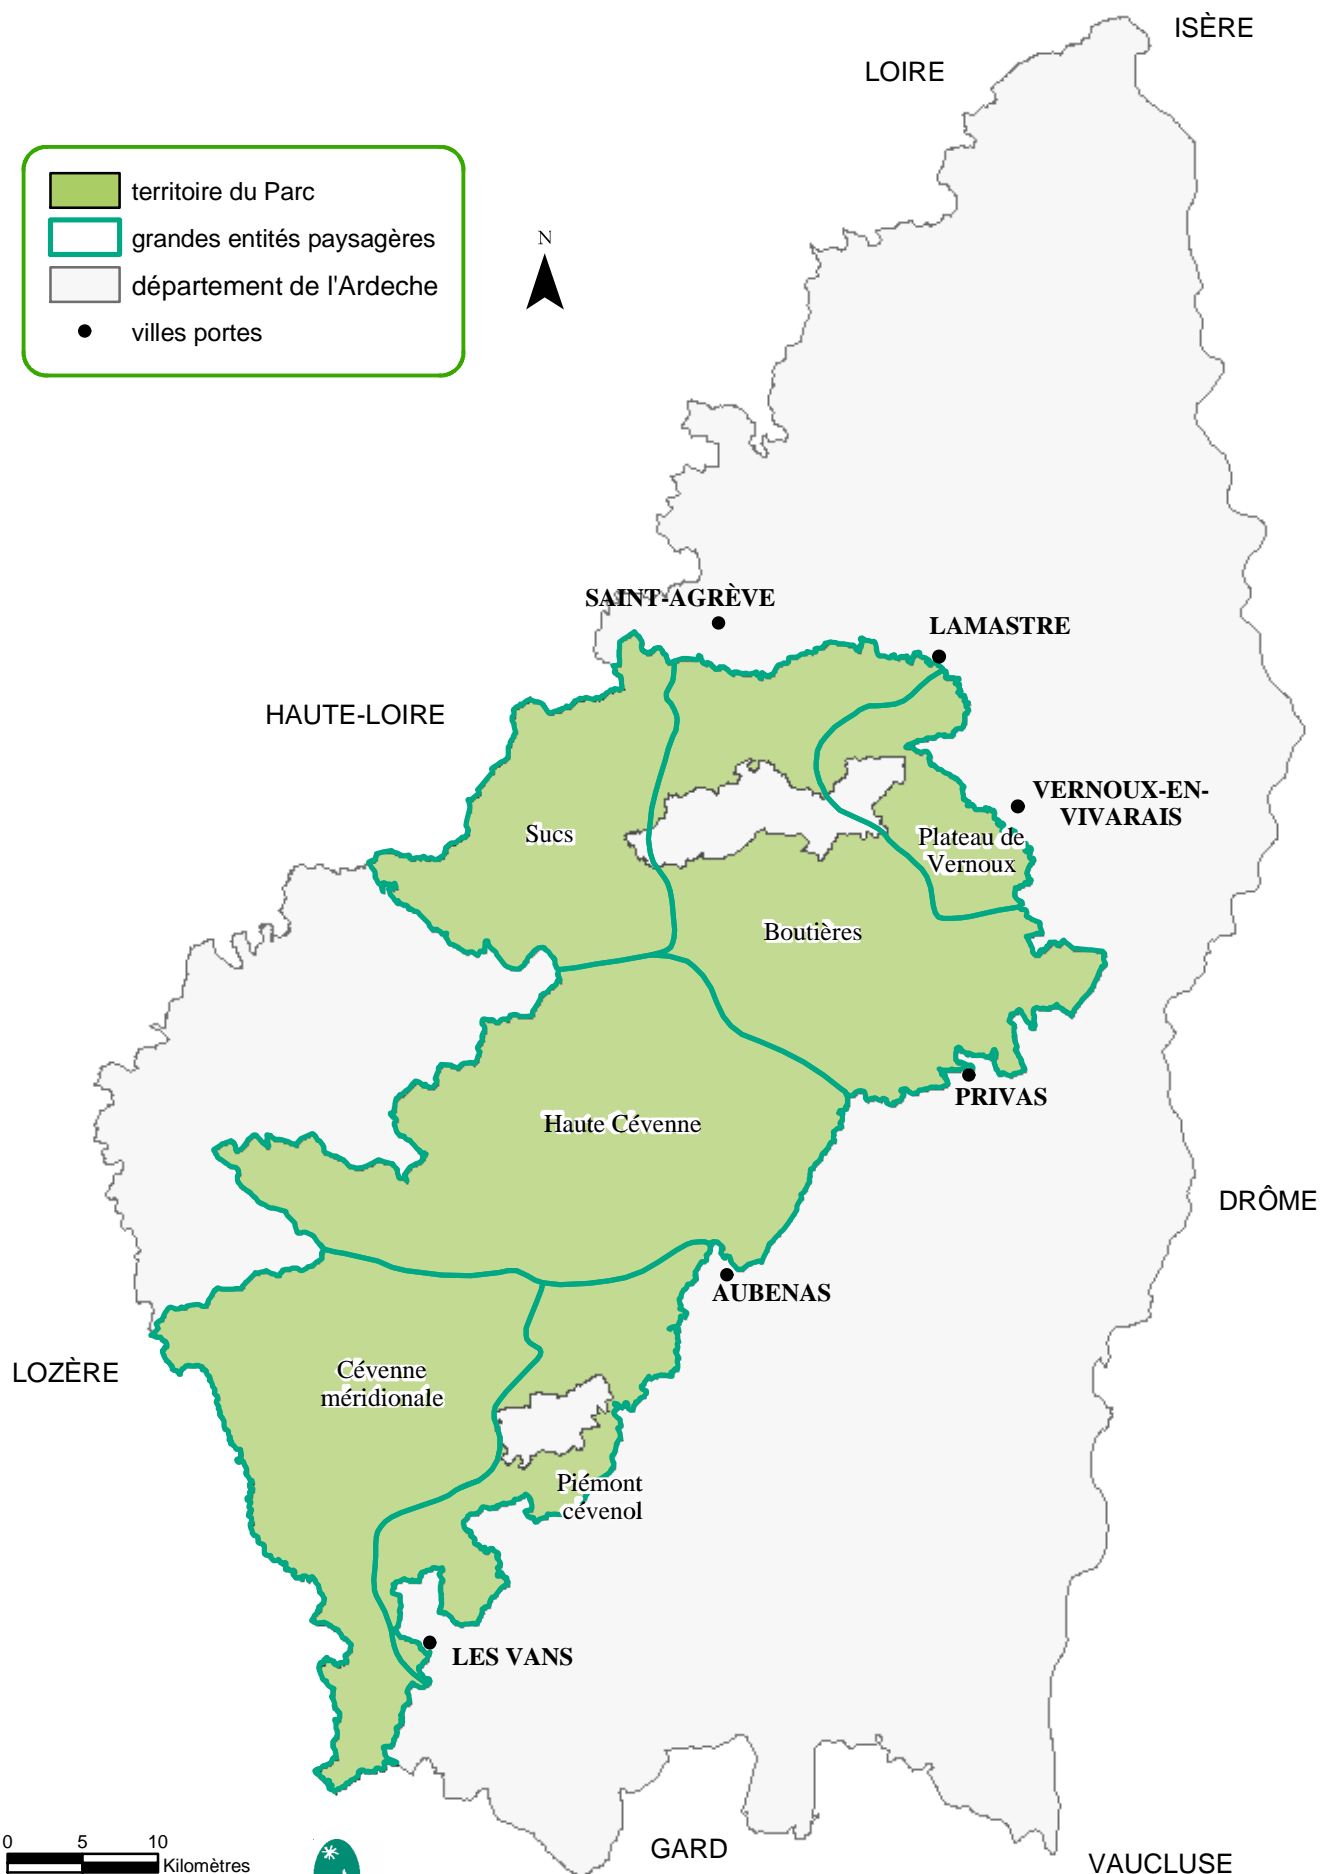 ISÈRE
LOIRE
territoire du Parc
grandes entités paysagères
département de l'Ardeche
villes portes
N
SAINT-AGRÈVE
LAMASTRE
HAUTE-LOIRE
VERNOUX-EN-
VIVARAIS
Sucs
Plateau de
Vernoux
Boutières
PRIVAS
Haute Cévenne
DRÔME
AUBENAS
LOZÈRE
Cévenne
méridionale
Piémont
cévenol
LES VANS
0 5 10
Kilomètres
GARD
VAUCLUSE